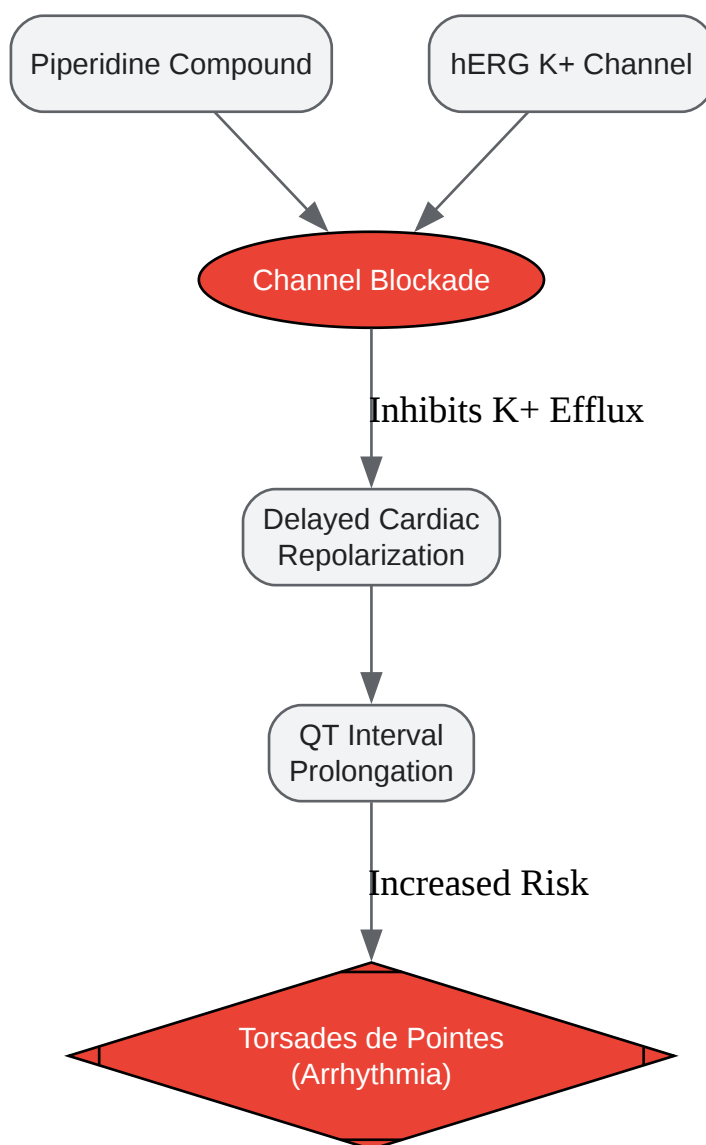 Piperidine Compound
hERG K+ Channel
Channel Blockade
Inhibits K+ Efflux
Delayed Cardiac
Repolarization
QT Interval
Prolongation
Increased Risk
Torsades de Pointes
(Arrhythmia)